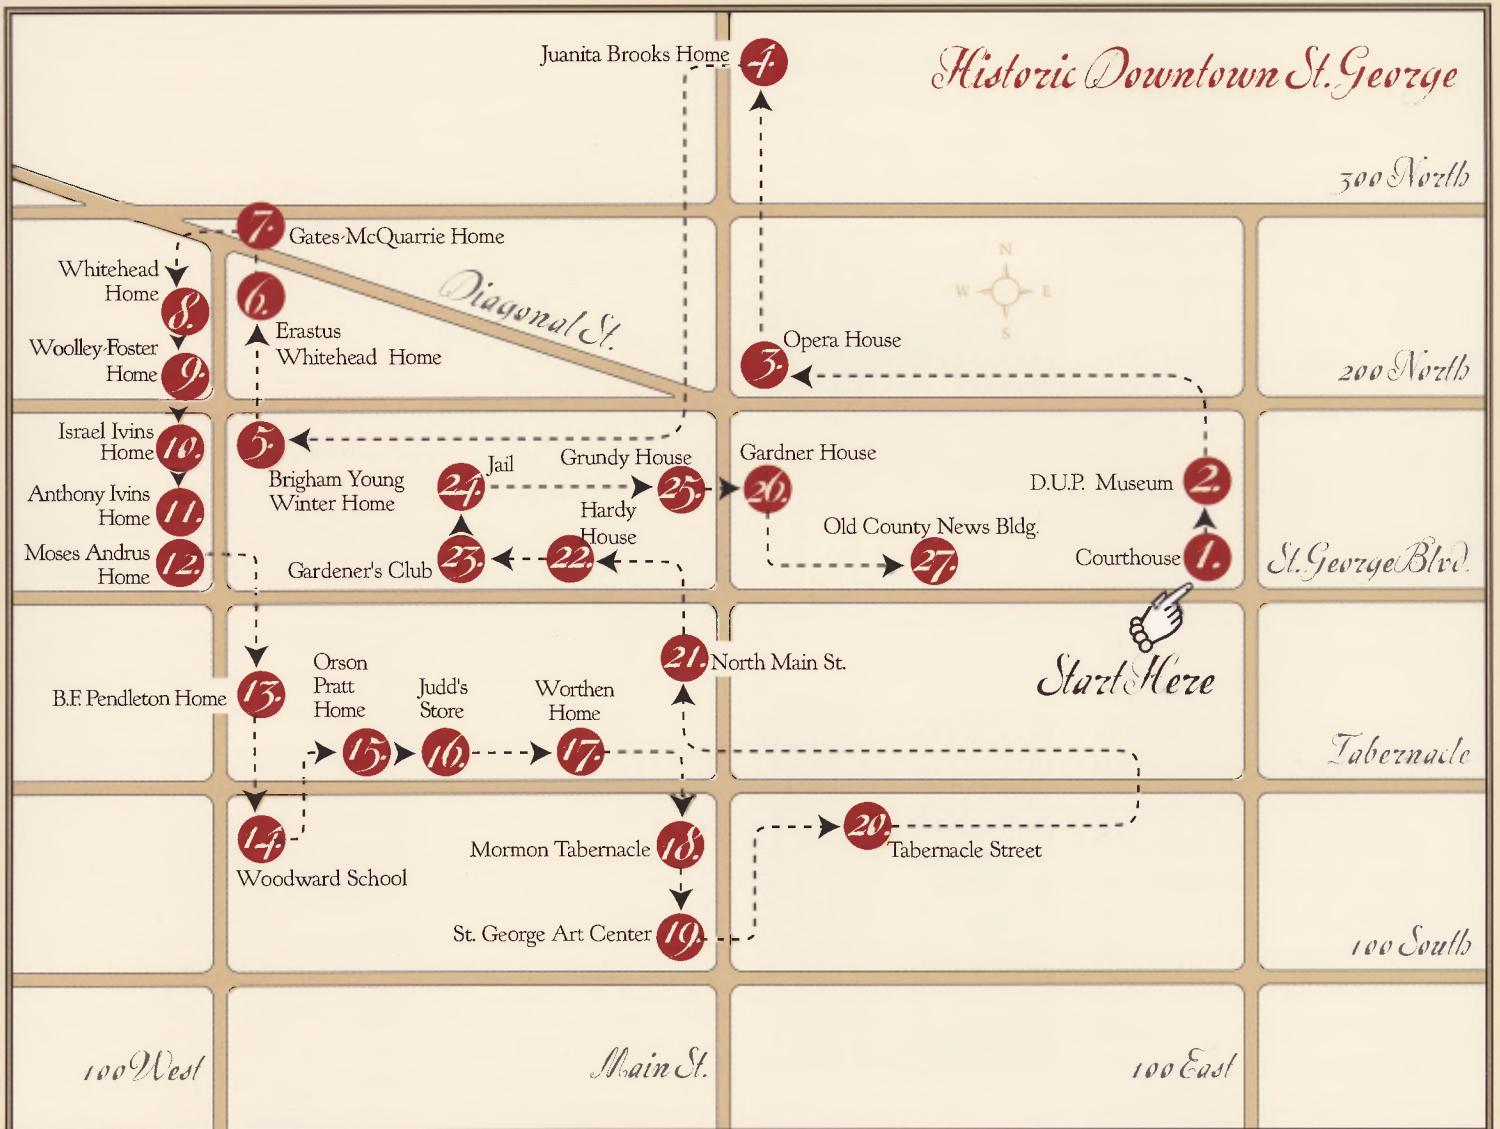 Historic Downtown St. George
Juanita Brooks Home
4.
300 North
7.
Gates-McQuarrie Home
N
W
E
S
Whitehead
Home
8.
6.
Diagonal St.
Erastus
Whitehead Home
Woolley-Foster
Home
9.
Opera House
3.
200 North
Israel Ivins
Home
10.
5.
Brigham Young
Winter Home
24.
Jail
Grundy House
25.
Gardner House
26.
D.U.P. Museum
2.
Anthony Ivins
Home
11.
Hardy
House
Old County News Bldg.
Moses Andrus
Home
12.
Gardener's Club
23.
22.
27.
Courthouse
1.
St. George Blvd.
Start Here
21.
North Main St.
B.F. Pendleton Home
13.
Orson
Pratt
Home
Judd's
Store
Worthen
Home
15.
16.
17.
Tabernacle
14.
Woodward School
Mormon Tabernacle
18.
20.
Tabernacle Street
St. George Art Center
19.
100 South
100 West
Main St.
100 East